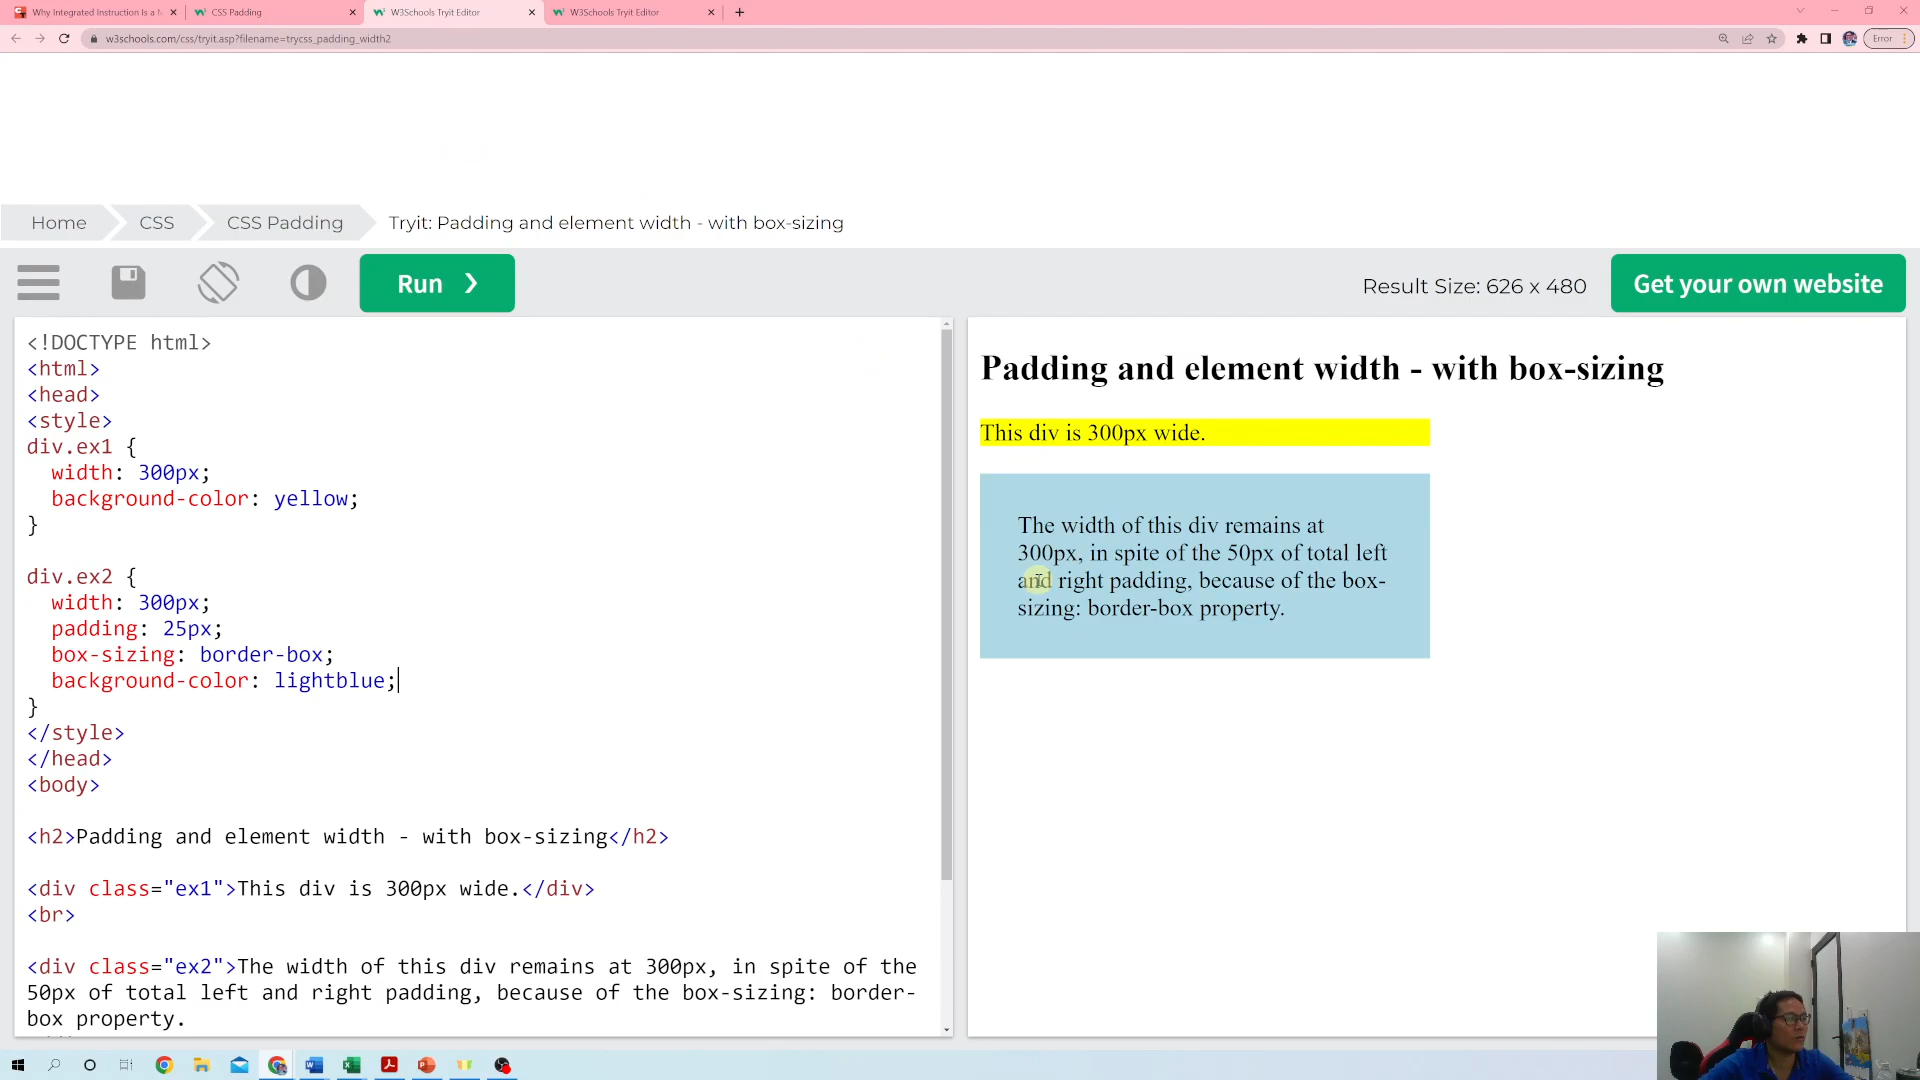 Why Integrated Instruction Is a
CSS Padding
W3Schools Tryit Editor
W3Schools Tryit Editor
w3schools.com/css/tryit.asp?filename=trycss_padding_width2
Error
Home
CSS
CSS Padding
Tryit: Padding and element width - with box-sizing
Run ❯
Result Size: 626 x 480
Get your own website
<!DOCTYPE html>
<html>
<head>
<style>
div.ex1 {
  width: 300px;
  background-color: yellow;
}
div.ex2 {
  width: 300px;
  padding: 25px;
  box-sizing: border-box;
  background-color: lightblue;
}
</style>
</head>
<body>
<h2>Padding and element width - with box-sizing</h2>
<div class="ex1">This div is 300px wide.</div>
<br>
<div class="ex2">The width of this div remains at 300px, in spite of the
50px of total left and right padding, because of the box-sizing: border-
box property.
Padding and element width - with box-sizing
This div is 300px wide.
The width of this div remains at
300px, in spite of the 50px of total left
and right padding, because of the box-
sizing: border-box property.